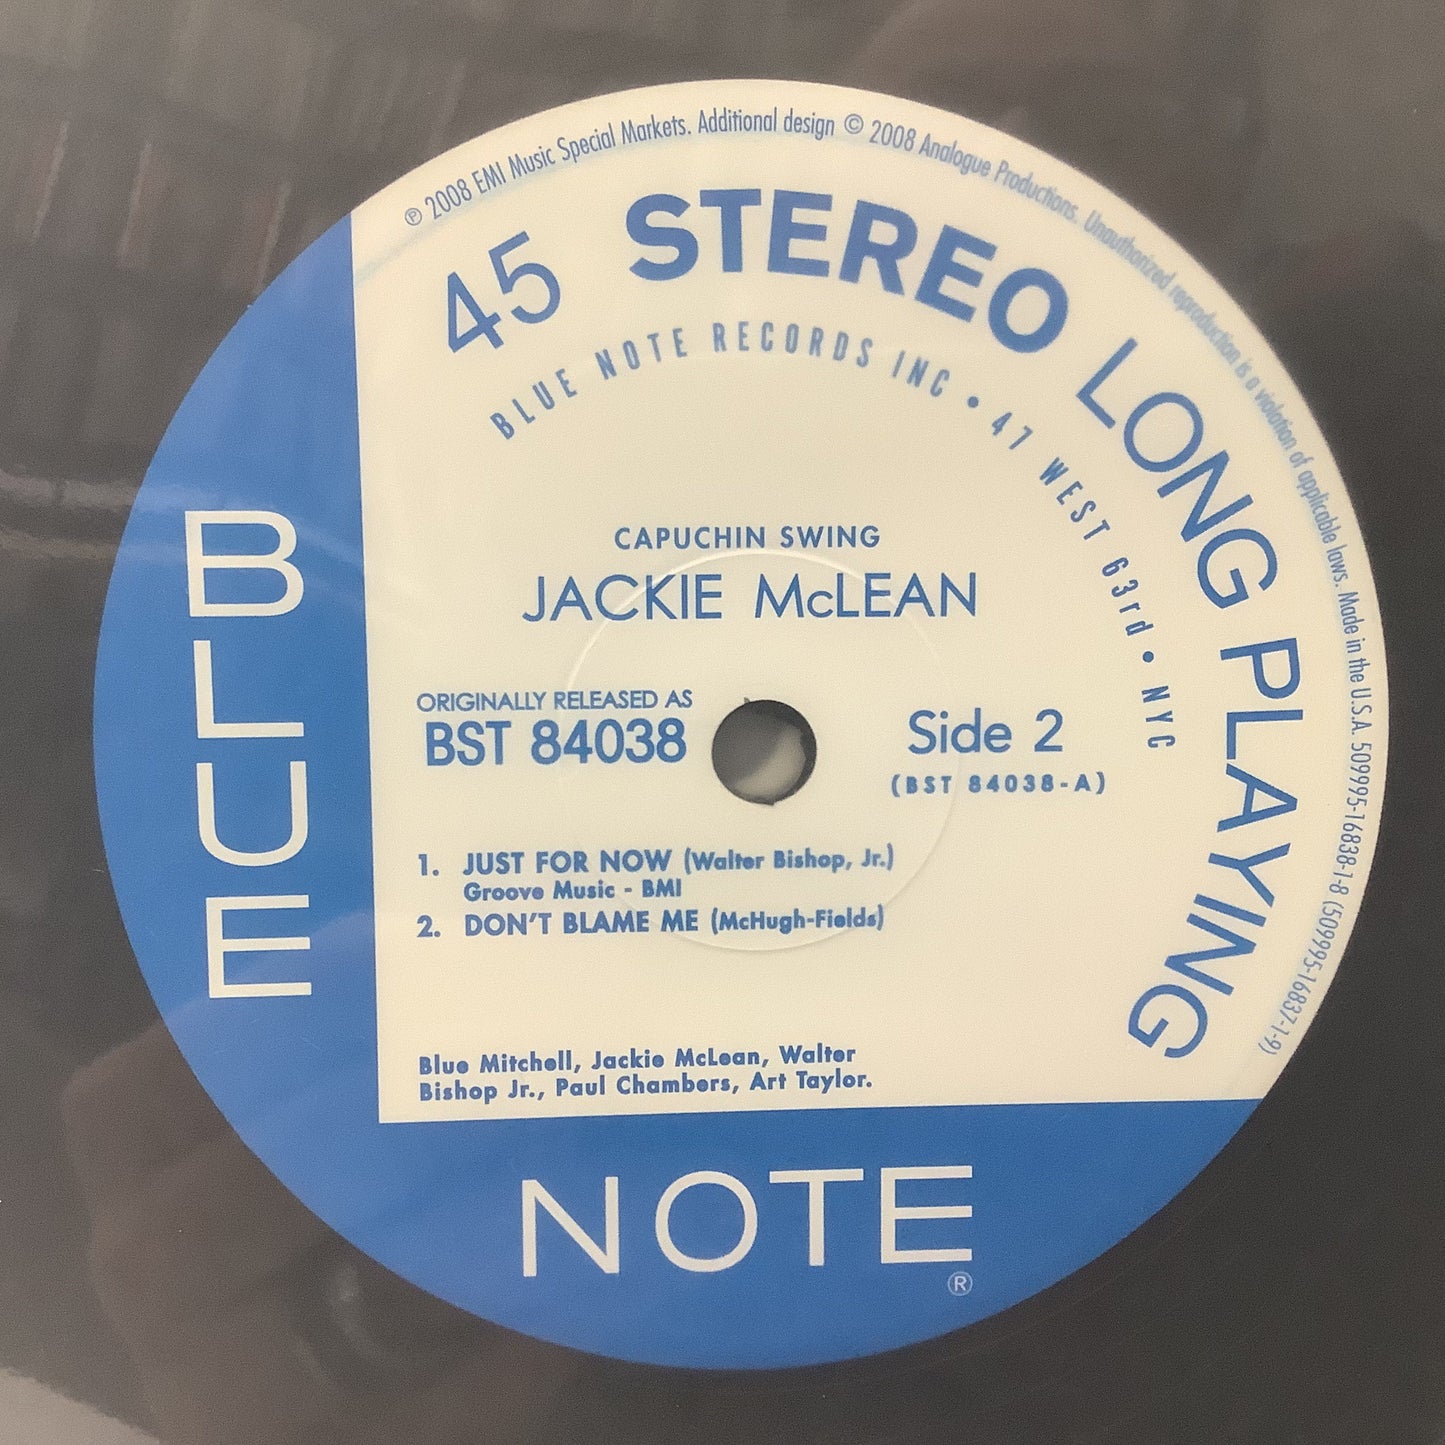 ℗ 2008 EMI Music Special Markets. Additional design © 2008 Analogue Productions. Unauthorized reproduction is a violation of applicable laws. Made in the U.S.A. 509995-16838-1-8 (509995-16837-1-9)
45 STEREO LONG PLAYING
BLUE NOTE RECORDS INC • 47 WEST 63rd • NYC
CAPUCHIN SWING
JACKIE McLEAN
ORIGINALLY RELEASED AS
BST 84038
Side 2
(BST 84038-A)
1. JUST FOR NOW (Walter Bishop, Jr.)
Groove Music - BMI
2. DON'T BLAME ME (McHugh-Fields)
Blue Mitchell, Jackie McLean, Walter
Bishop Jr., Paul Chambers, Art Taylor.
BLUE
NOTE
®